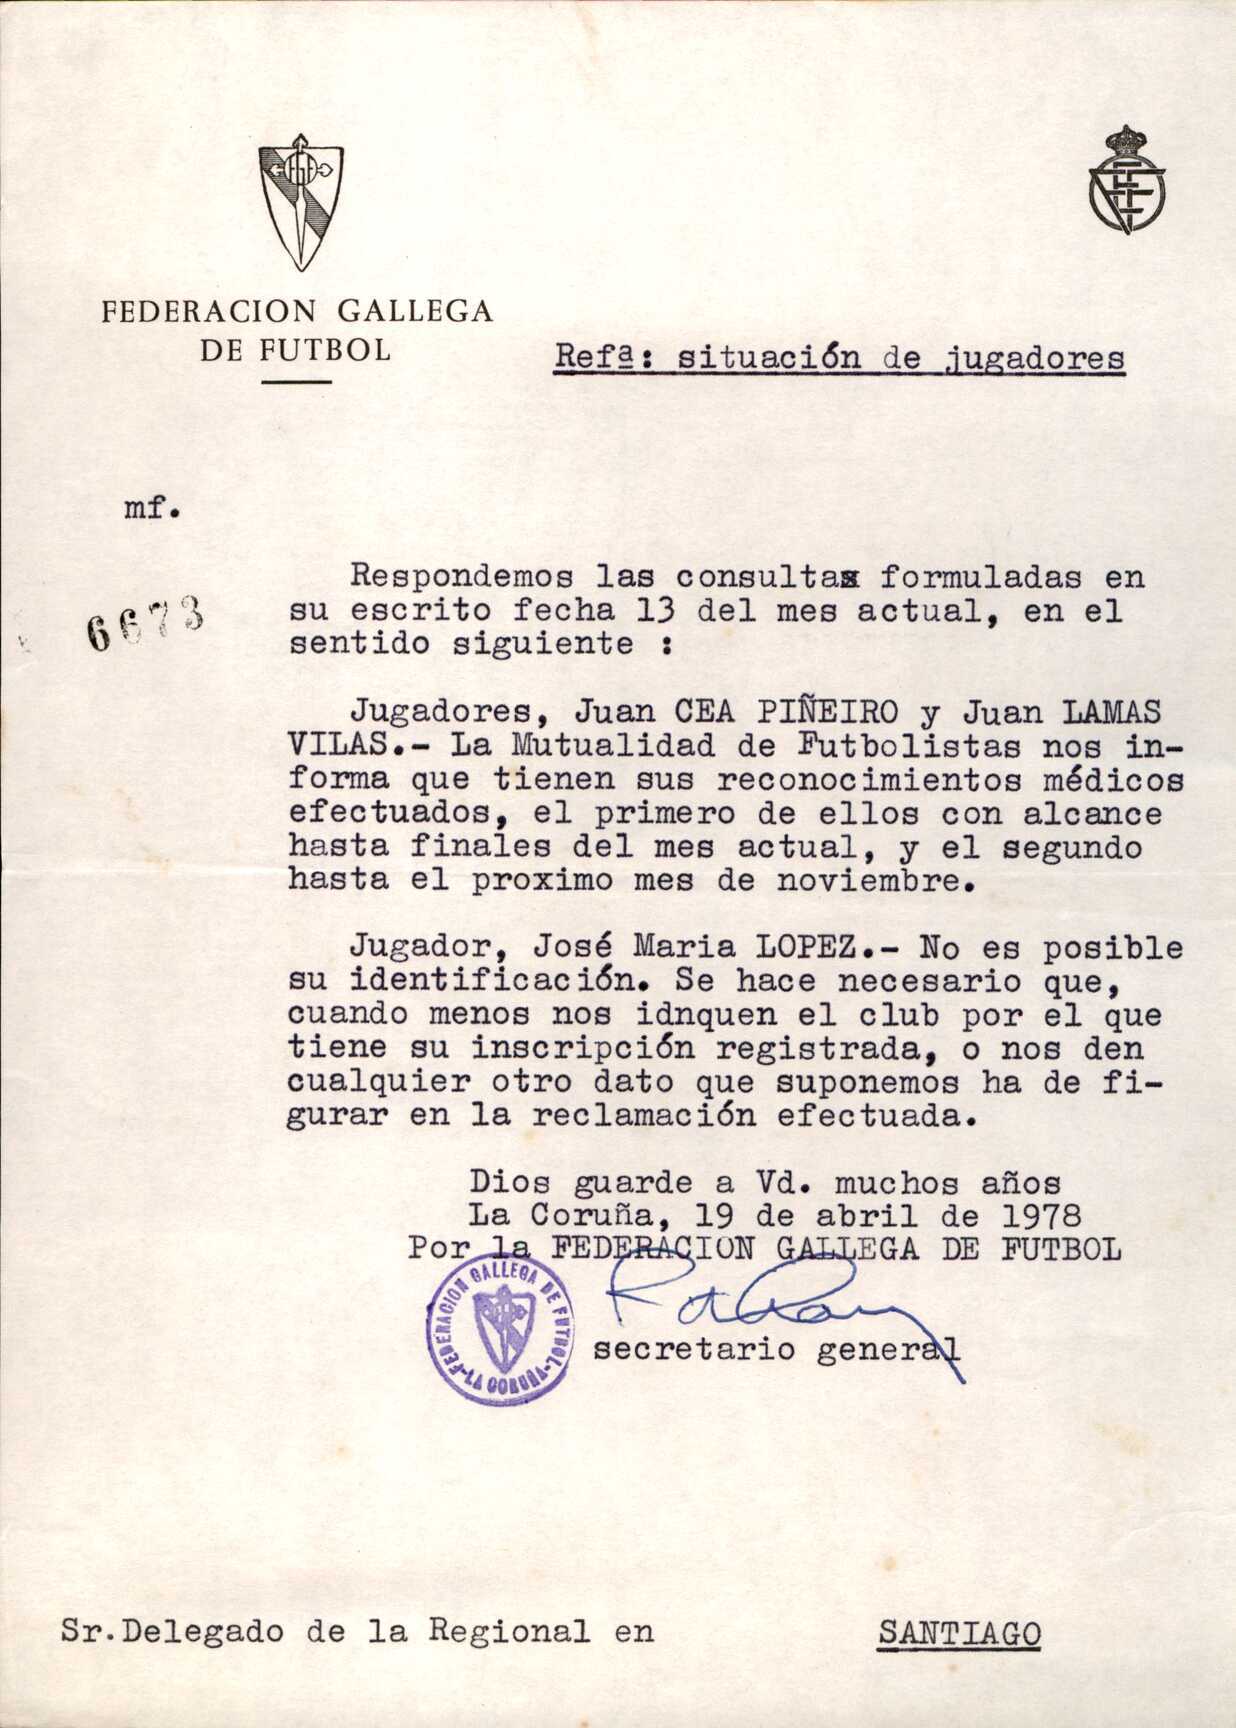 FEDERACION GALLEGA
DE FUTBOL
Refª: situación de jugadores
mf.
6673
Respondemos las consultas formuladas en
su escrito fecha 13 del mes actual, en el
sentido siguiente :
Jugadores, Juan CEA PIÑEIRO y Juan LAMAS
VILAS.- La Mutualidad de Futbolistas nos in-
forma que tienen sus reconocimientos médicos
efectuados, el primero de ellos con alcance
hasta finales del mes actual, y el segundo
hasta el proximo mes de noviembre.
Jugador, José Maria LOPEZ.- No es posible
su identificación. Se hace necesario que,
cuando menos nos idnquen el club por el que
tiene su inscripción registrada, o nos den
cualquier otro dato que suponemos ha de fi-
gurar en la reclamación efectuada.
Dios guarde a Vd. muchos años
La Coruña, 19 de abril de 1978
Por la FEDERACION GALLEGA DE FUTBOL
FEDERACION GALLEGA DE FUTBOL
-LA CORUÑA-
secretario general
Sr.Delegado de la Regional en SANTIAGO